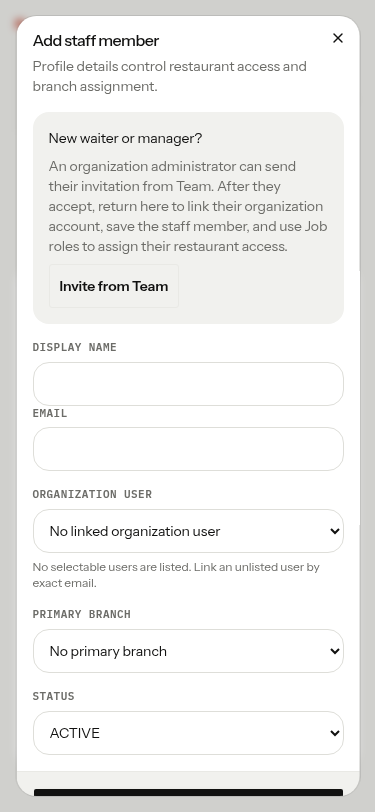 Add staff member
×
Profile details control restaurant access and
branch assignment.
New waiter or manager?
An organization administrator can send
their invitation from Team. After they
accept, return here to link their organization
account, save the staff member, and use Job
roles to assign their restaurant access.
Invite from Team
DISPLAY NAME
EMAIL
ORGANIZATION USER
No linked organization user
No selectable users are listed. Link an unlisted user by
exact email.
PRIMARY BRANCH
No primary branch
STATUS
ACTIVE